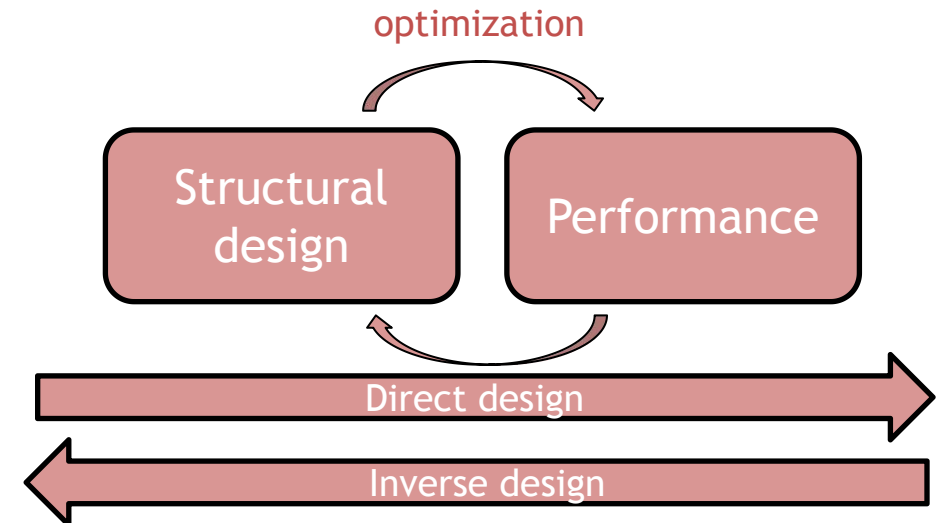 optimization
Structural
design
Performance
Direct design
Inverse design